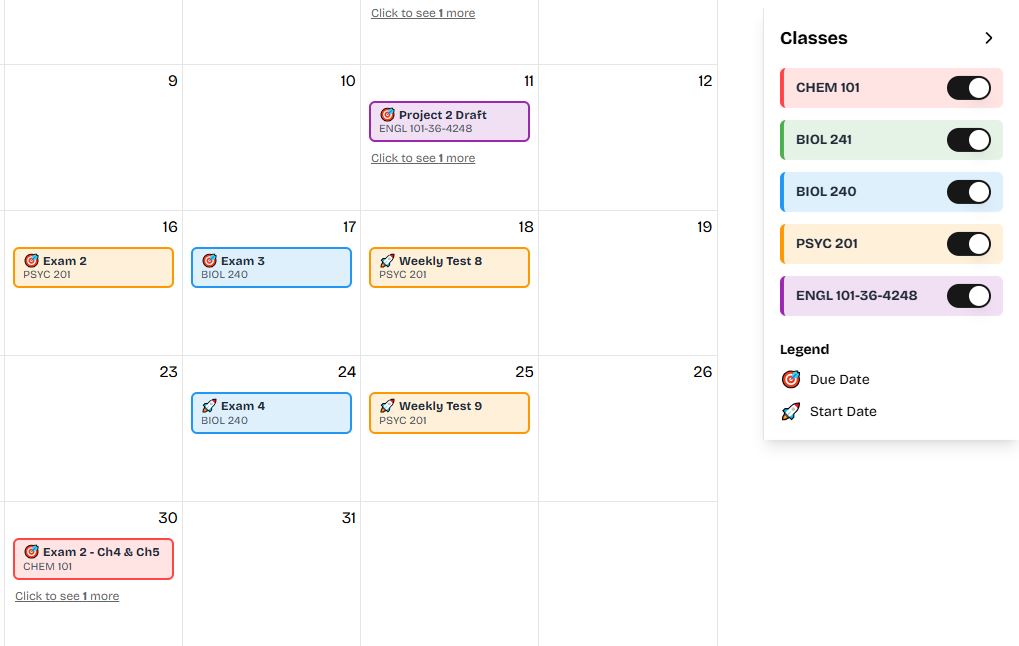 Click to see 1 more
9
10
11
12
Project 2 Draft
ENGL 101-36-4248
Click to see 1 more
16
17
18
19
Exam 2
PSYC 201
Exam 3
BIOL 240
Weekly Test 8
PSYC 201
23
24
25
26
Exam 4
BIOL 240
Weekly Test 9
PSYC 201
30
31
Exam 2 - Ch4 & Ch5
CHEM 101
Click to see 1 more
Classes
CHEM 101
BIOL 241
BIOL 240
PSYC 201
ENGL 101-36-4248
Legend
Due Date
Start Date